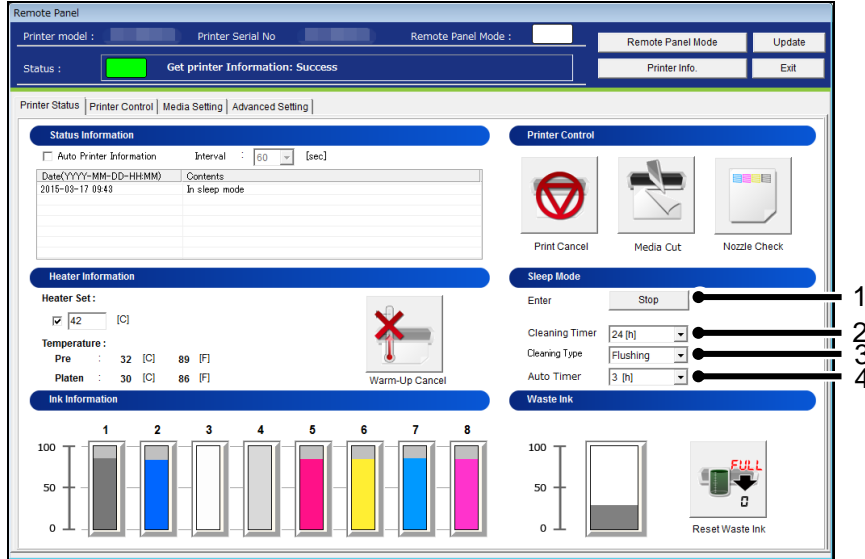 Remote Panel
Printer model :
Printer Serial No
Remote Panel Mode :
Remote Panel Mode
Update
Status :
Get printer Information: Success
Printer Info.
Exit
Printer Status
Printer Control
Media Setting
Advanced Setting
Status Information
Auto Printer Information Interval : 60 [sec]
Date(YYYY-MM-DD-HH:MM) Contents
2015-03-17 09:43 In sleep mode
Printer Control
Print Cancel
Media Cut
Nozzle Check
Heater Information
Heater Set :
42 [C]
Temperature :
Pre : 32 [C] 89 [F]
Platen : 30 [C] 86 [F]
Warm-Up Cancel
Sleep Mode
Enter Stop 1
Cleaning Timer 24 [h] 2
Cleaning Type Flushing 3
Auto Timer 3 [h] 4
Ink Information
1 2 3 4 5 6 7 8
100
50
0
Waste Ink
100
50
0
FULL
0
Reset Waste Ink